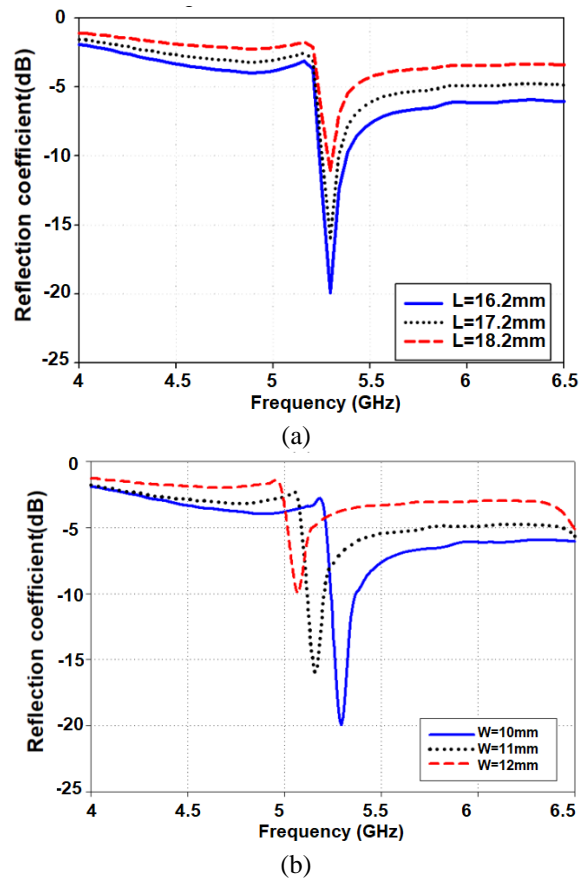 0
-5
-10
-15
-20
-25
Reflection coefficient(dB)
L=16.2mm
L=17.2mm
L=18.2mm
4 4.5 5 5.5 6 6.5
Frequency (GHz)
(a)
0
-5
-10
-15
-20
-25
Reflection coefficient(dB)
W=10mm
W=11mm
W=12mm
4 4.5 5 5.5 6 6.5
Frequency (GHz)
(b)